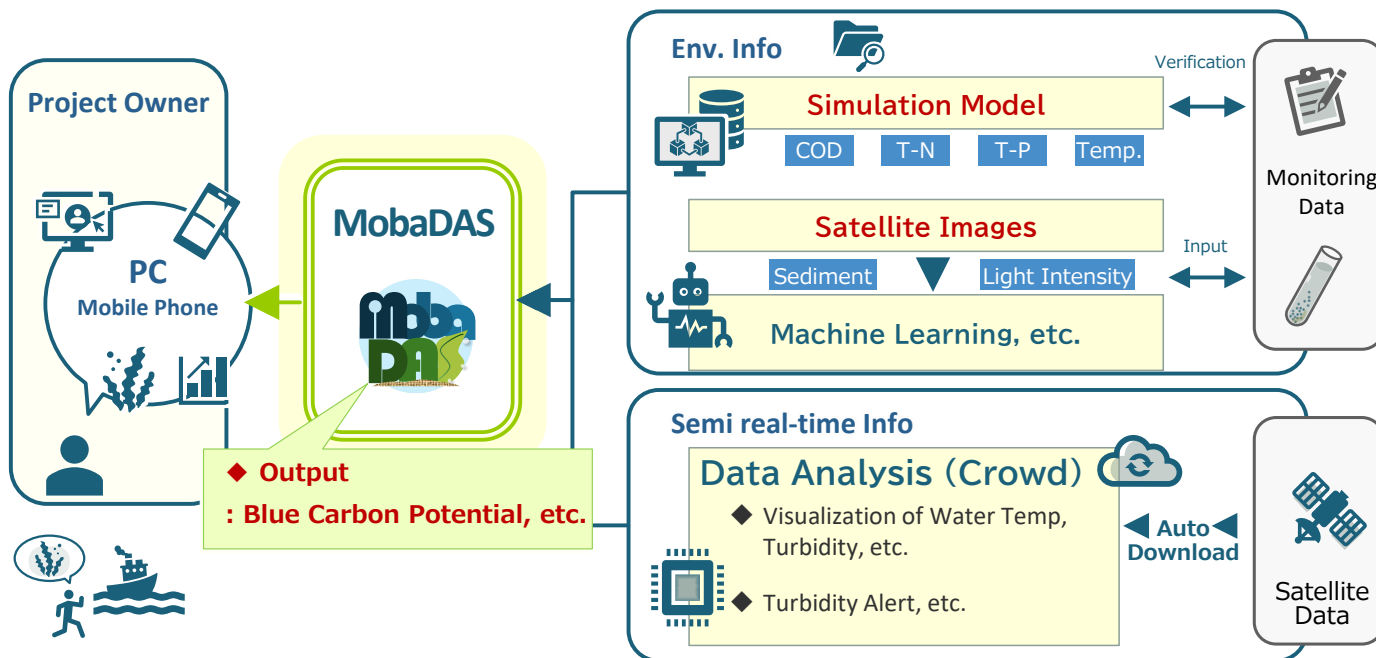 Project Owner
PC
Mobile Phone
MobaDAS
Moba
DAS
◆ Output
: Blue Carbon Potential, etc.
Env. Info
Simulation Model
COD
T-N
T-P
Temp.
Satellite Images
Sediment
Light Intensity
Machine Learning, etc.
Verification
Input
Monitoring
Data
Semi real-time Info
Data Analysis (Crowd)
◆ Visualization of Water Temp,
Turbidity, etc.
◆ Turbidity Alert, etc.
Auto
Download
Satellite
Data